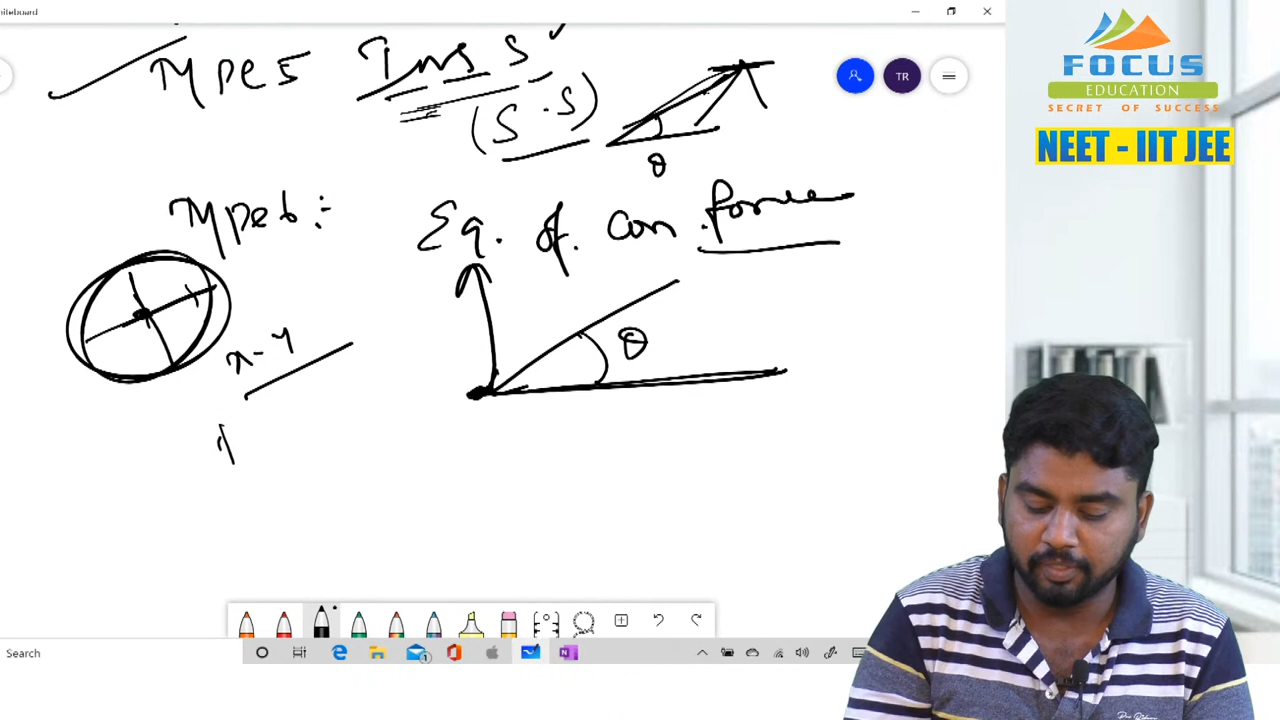 iteboard
Type 5 Ins S
(S.S)
θ
TR
FOCUS
EDUCATION
SECRET OF SUCCESS
NEET - IIT JEE
Type 6 :-
Eq. of. con. force
x-y
θ
Search